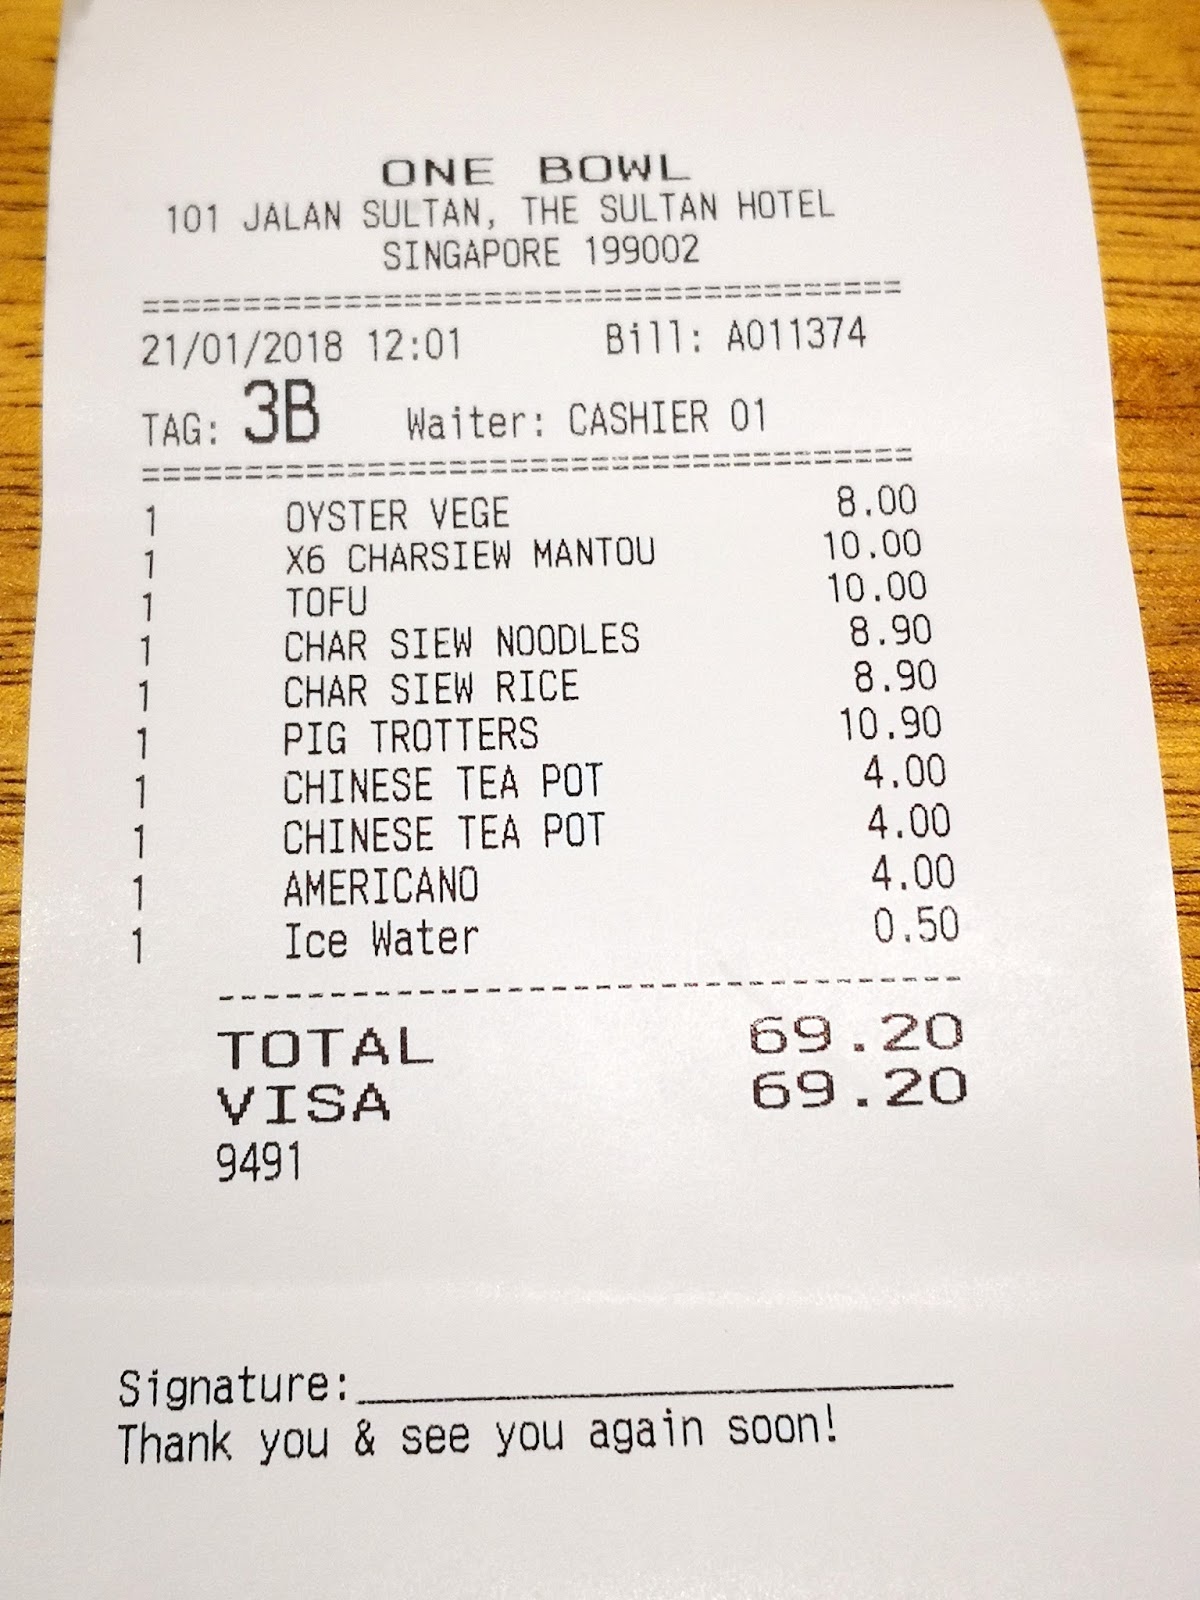 ONE BOWL
101 JALAN SULTAN, THE SULTAN HOTEL
SINGAPORE 199002
======================================
21/01/2018 12:01 Bill: A011374
TAG: 3B Waiter: CASHIER 01
======================================
1 OYSTER VEGE 8.00
1 X6 CHARSIEW MANTOU 10.00
1 TOFU 10.00
1 CHAR SIEW NOODLES 8.90
1 CHAR SIEW RICE 8.90
1 PIG TROTTERS 10.90
1 CHINESE TEA POT 4.00
1 CHINESE TEA POT 4.00
1 AMERICANO 4.00
1 Ice Water 0.50
--------------------------------------
TOTAL 69.20
VISA 69.20
9491
Signature:______________________
Thank you & see you again soon!